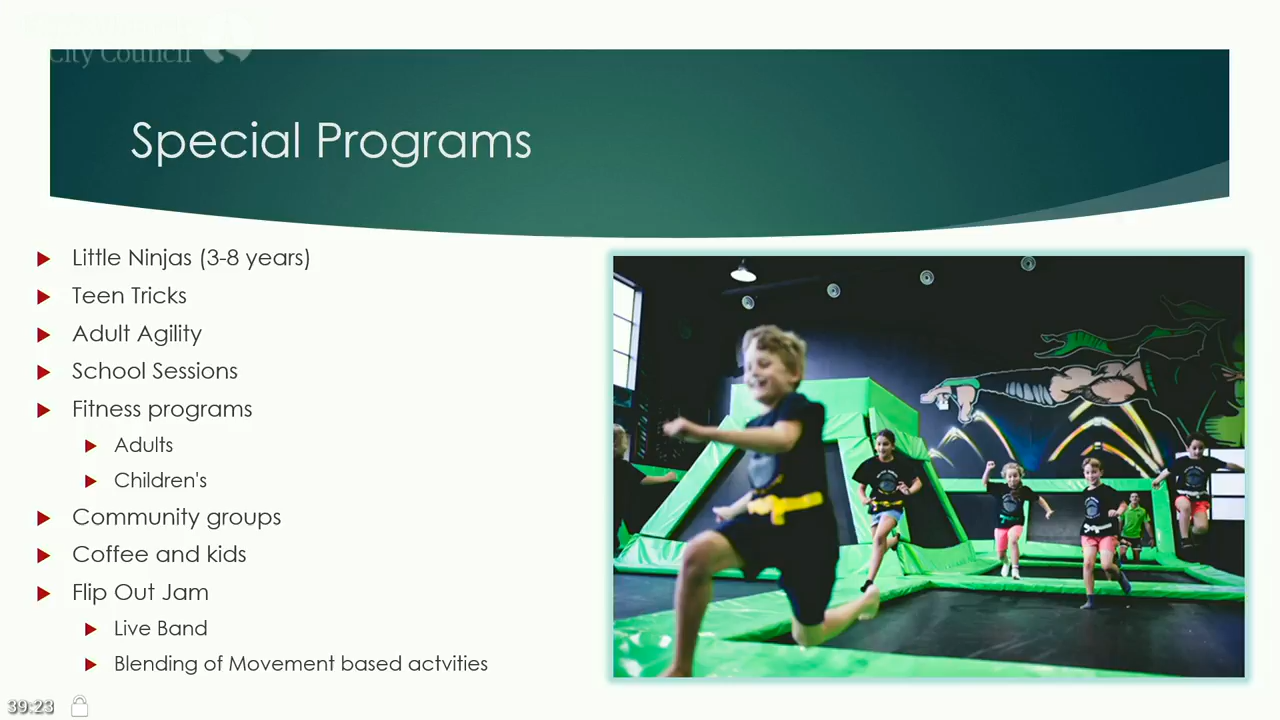 City Council
Special Programs
Little Ninjas (3-8 years)
Teen Tricks
Adult Agility
School Sessions
Fitness programs
Adults
Children's
Community groups
Coffee and kids
Flip Out Jam
Live Band
Blending of Movement based actvities
39:23